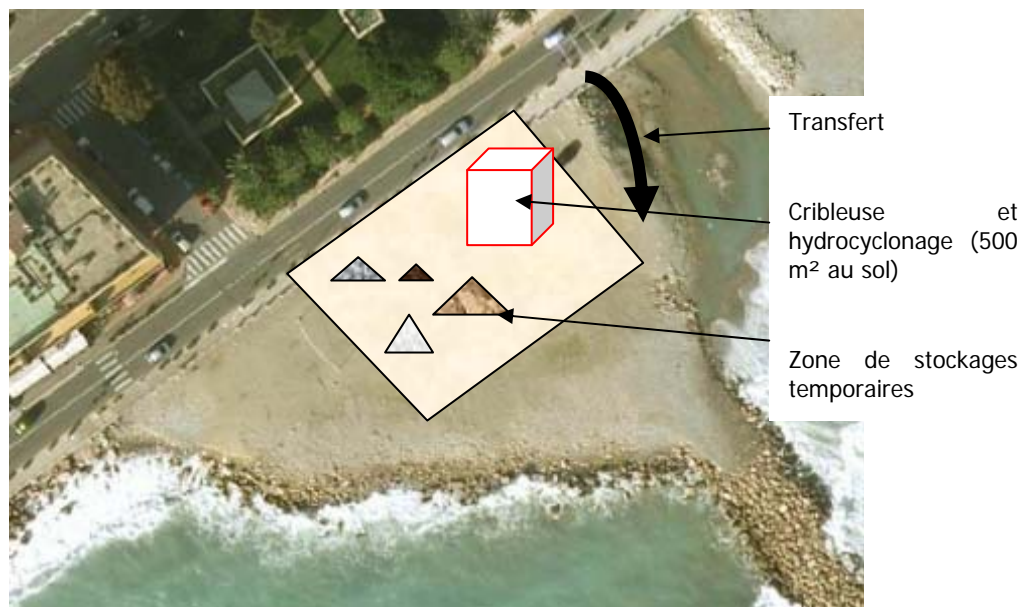 Transfert
Cribleuse et
hydrocyclonage (500
m² au sol)
Zone de stockages
temporaires